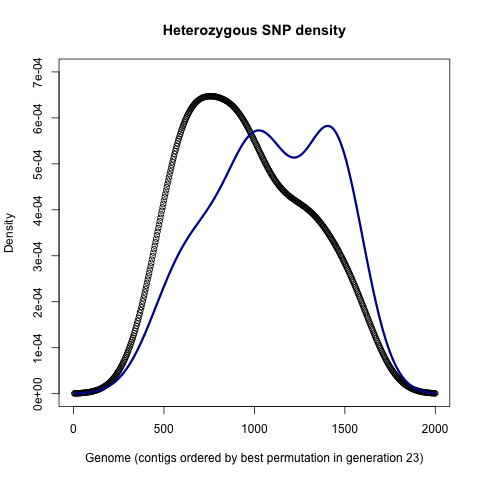 Heterozygous SNP density
Density
7e-04
6e-04
5e-04
4e-04
3e-04
2e-04
1e-04
0e+00
0 500 1000 1500 2000
Genome (contigs ordered by best permutation in generation 23)